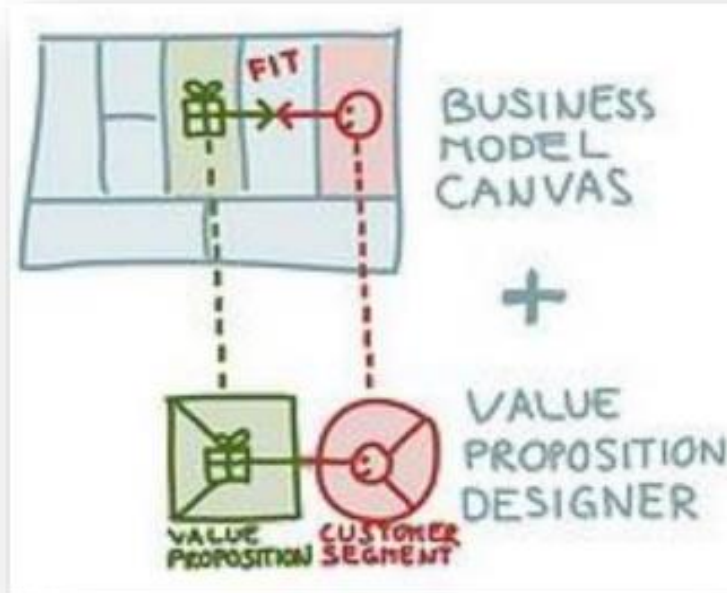 FIT
BUSINESS
MODEL
CANVAS
+
VALUE
PROPOSITION
DESIGNER
VALUE
PROPOSITION
CUSTOMER
SEGMENT